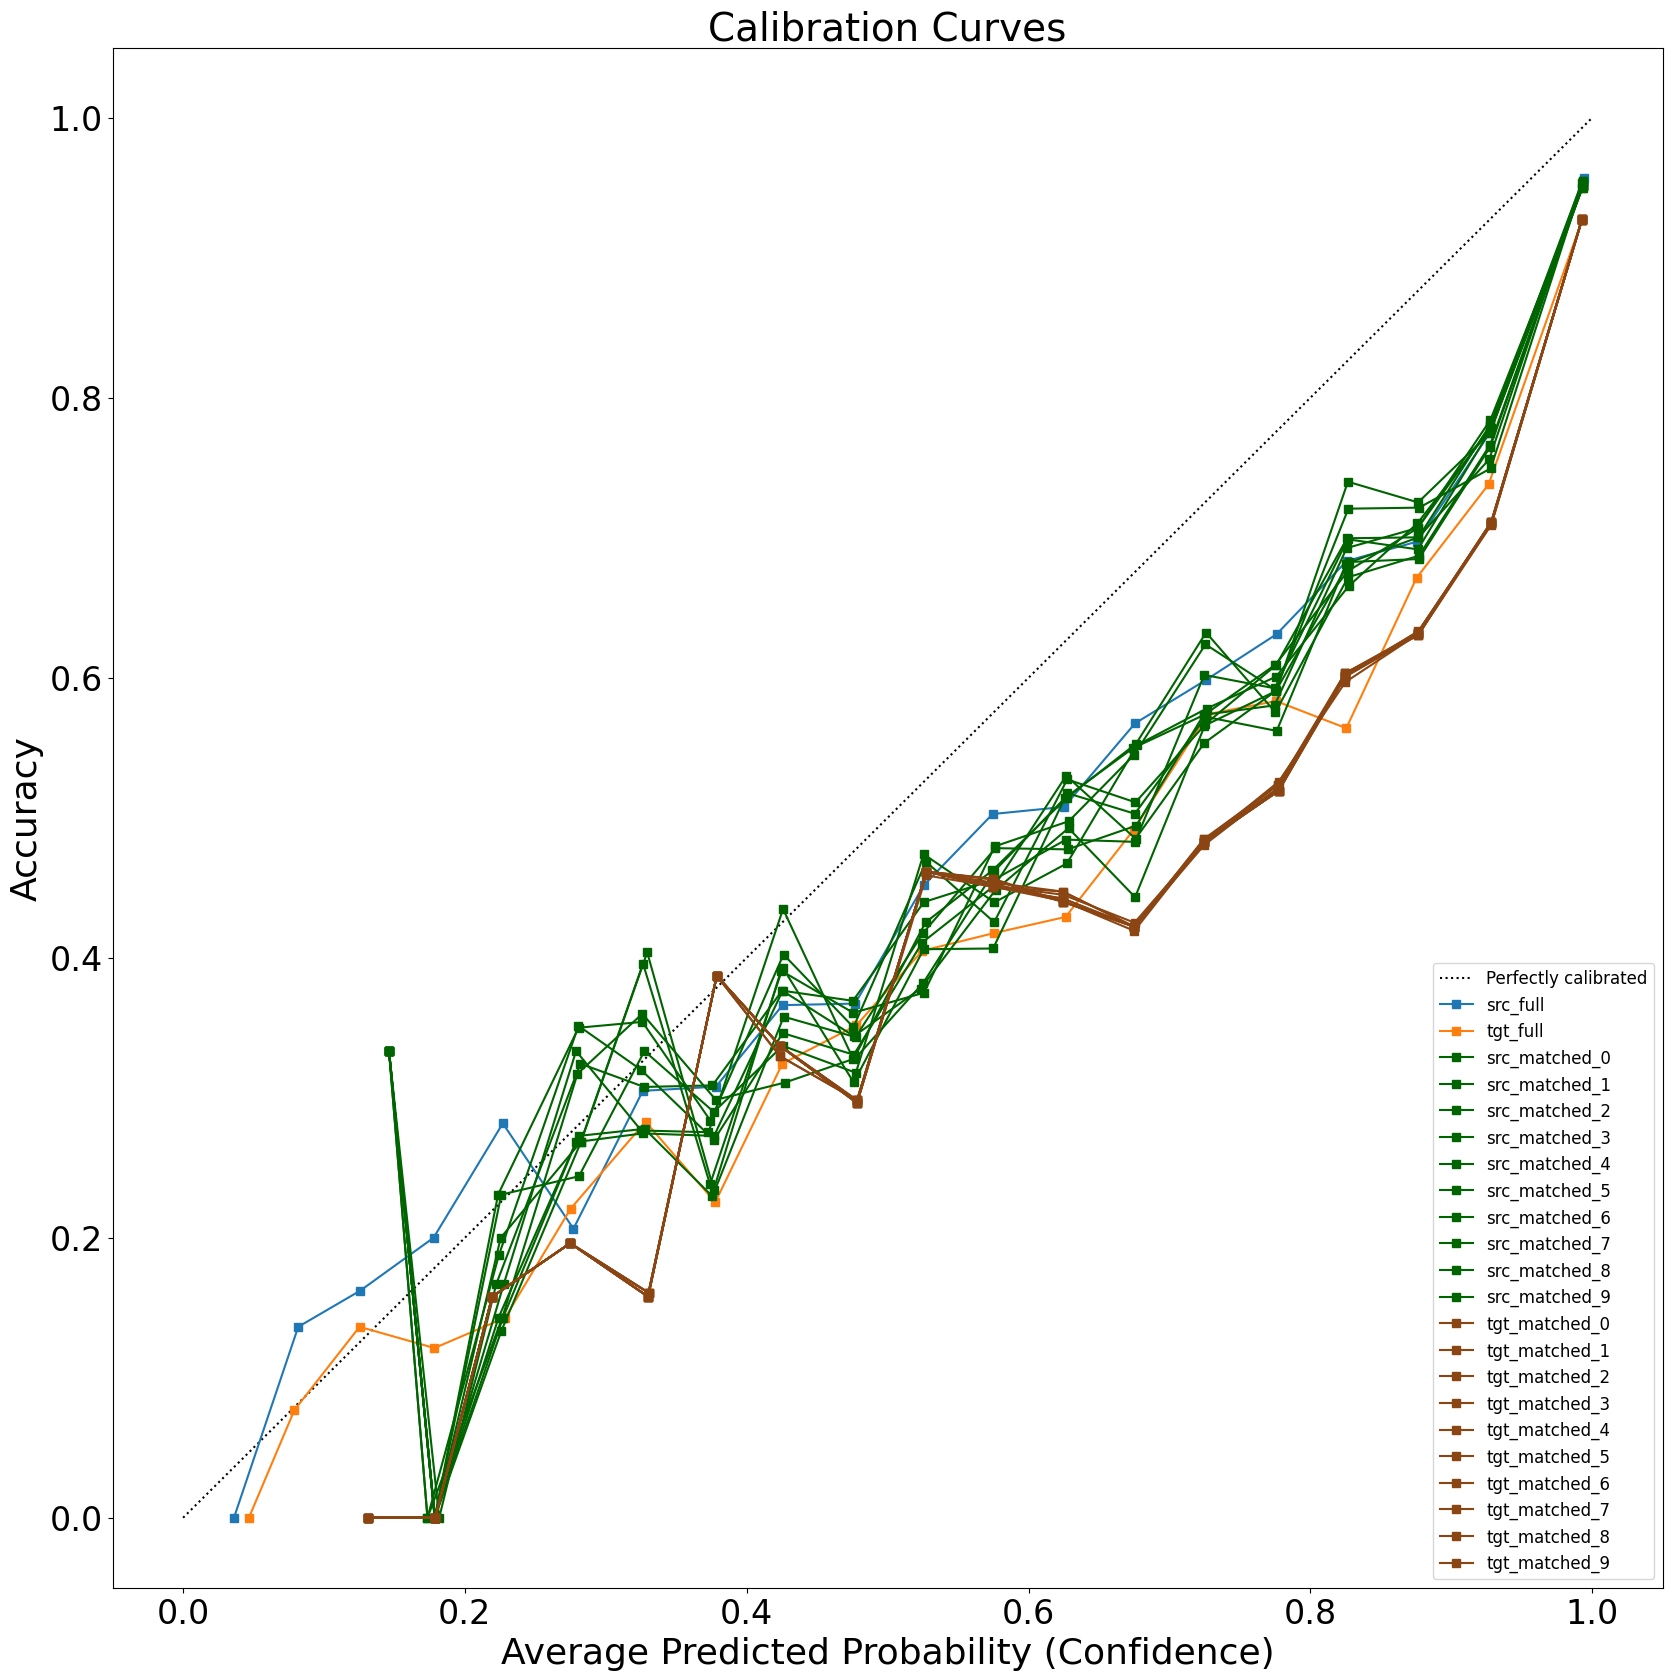 Calibration Curves
1.0
0.8
0.6
0.4
0.2
0.0
Accuracy
0.0 0.2 0.4 0.6 0.8 1.0
Average Predicted Probability (Confidence)
Perfectly calibrated
src_full
tgt_full
src_matched_0
src_matched_1
src_matched_2
src_matched_3
src_matched_4
src_matched_5
src_matched_6
src_matched_7
src_matched_8
src_matched_9
tgt_matched_0
tgt_matched_1
tgt_matched_2
tgt_matched_3
tgt_matched_4
tgt_matched_5
tgt_matched_6
tgt_matched_7
tgt_matched_8
tgt_matched_9